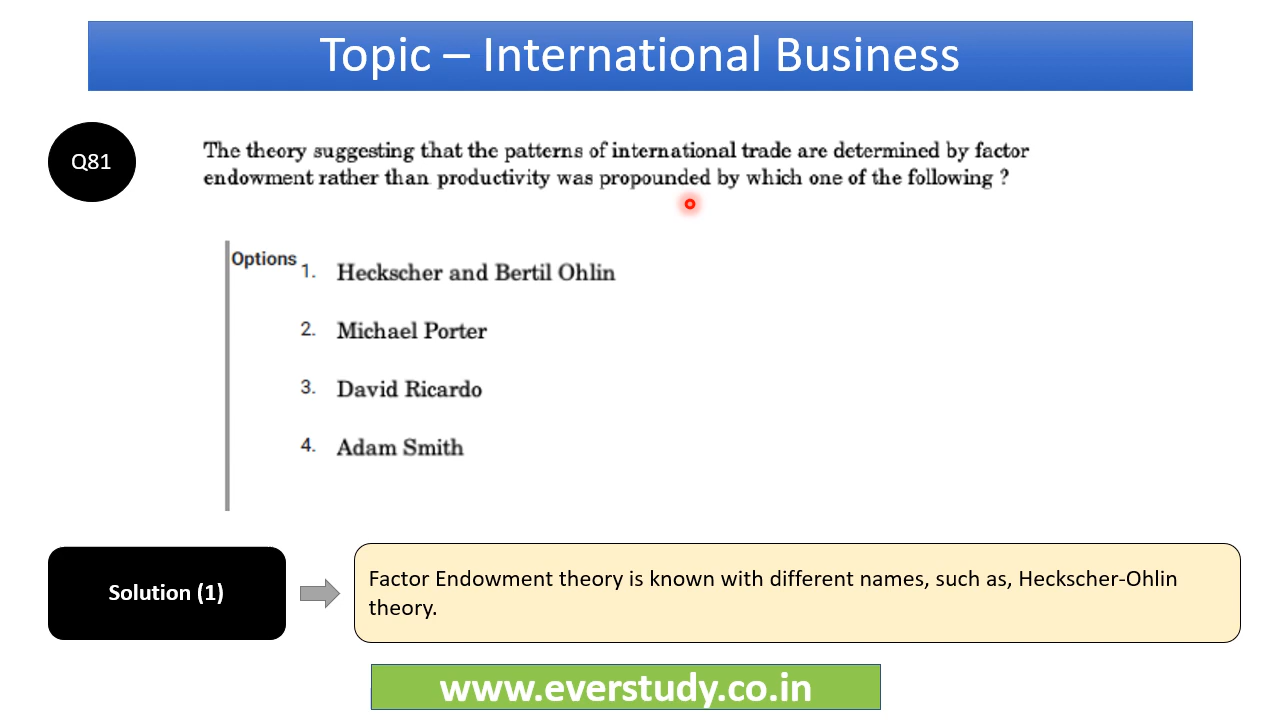 Topic – International Business
Q81
The theory suggesting that the patterns of international trade are determined by factor
endowment rather than productivity was propounded by which one of the following ?
Options
1. Heckscher and Bertil Ohlin
2. Michael Porter
3. David Ricardo
4. Adam Smith
Solution (1)
Factor Endowment theory is known with different names, such as, Heckscher-Ohlin
theory.
www.everstudy.co.in